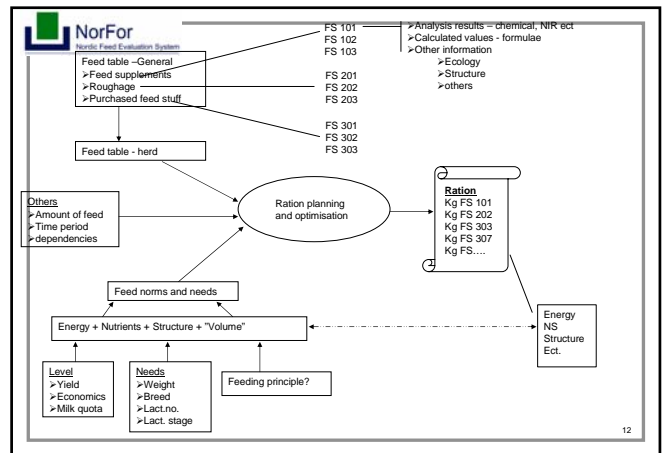 NorFor
Nordic Feed Evaluation System
Feed table –General
➢Feed supplements
➢Roughage
➢Purchased feed stuff
FS 101
FS 102
FS 103
FS 201
FS 202
FS 203
FS 301
FS 302
FS 303
➢Analysis results – chemical, NIR ect
➢Calculated values - formulae
➢Other information
➢Ecology
➢Structure
➢others
Feed table - herd
Others
➢Amount of feed
➢Time period
➢dependencies
Ration planning
and optimisation
Ration
Kg FS 101
Kg FS 202
Kg FS 303
Kg FS 307
Kg FS….
Feed norms and needs
Energy + Nutrients + Structure + "Volume"
Energy
NS
Structure
Ect.
Level
➢Yield
➢Economics
➢Milk quota
Needs
➢Weight
➢Breed
➢Lact.no.
➢Lact. stage
Feeding principle?
12